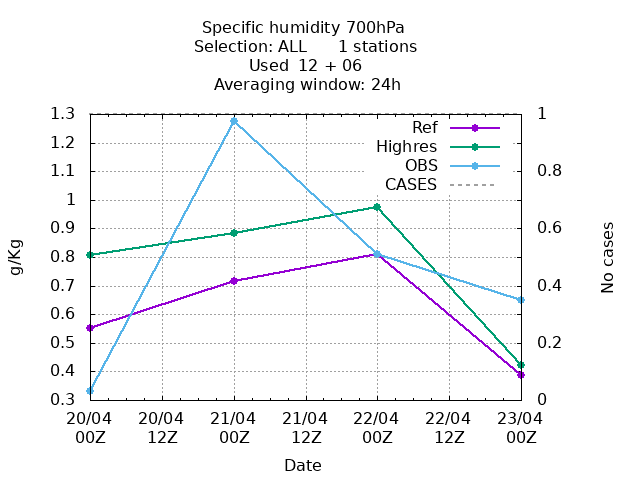 Specific humidity 700hPa
Selection: ALL      1 stations
Used  12 + 06
Averaging window: 24h
1.3
1.2
1.1
1
0.9
0.8
0.7
0.6
0.5
0.4
0.3
g/Kg
Ref
Highres
OBS
CASES
1
0.8
0.6
0.4
0.2
0
No cases
20/04 20/04 21/04 21/04 22/04 22/04 23/04
00Z 12Z 00Z 12Z 00Z 12Z 00Z
Date